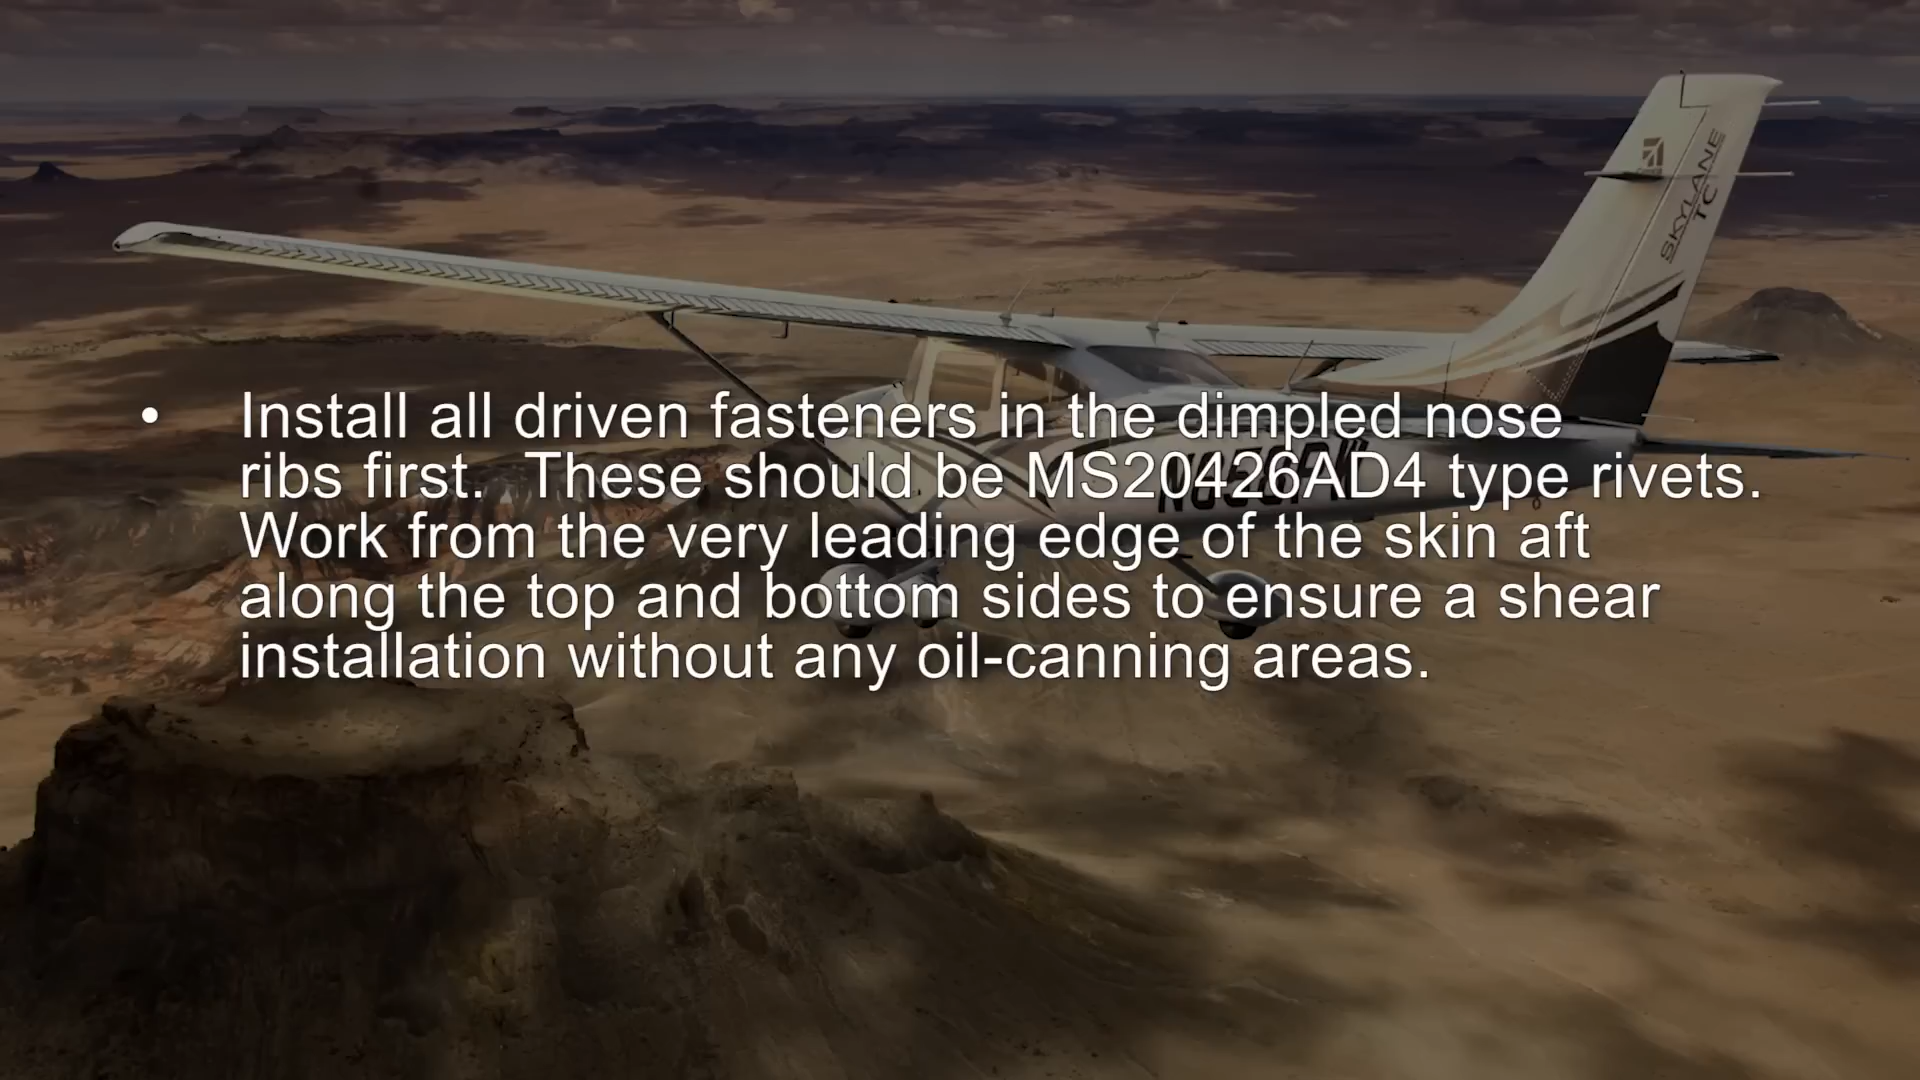 SKYLANE
TC
• Install all driven fasteners in the dimpled nose
ribs first.  These should be MS20426AD4 type rivets.
Work from the very leading edge of the skin aft
along the top and bottom sides to ensure a shear
installation without any oil-canning areas.